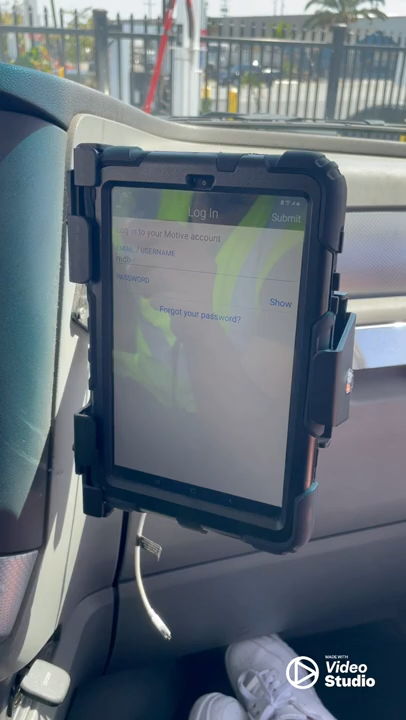 Log In
Submit
Log in to your Motive account
EMAIL / USERNAME
PASSWORD
Show
Forgot your password?
MADE WITH
Video
Studio